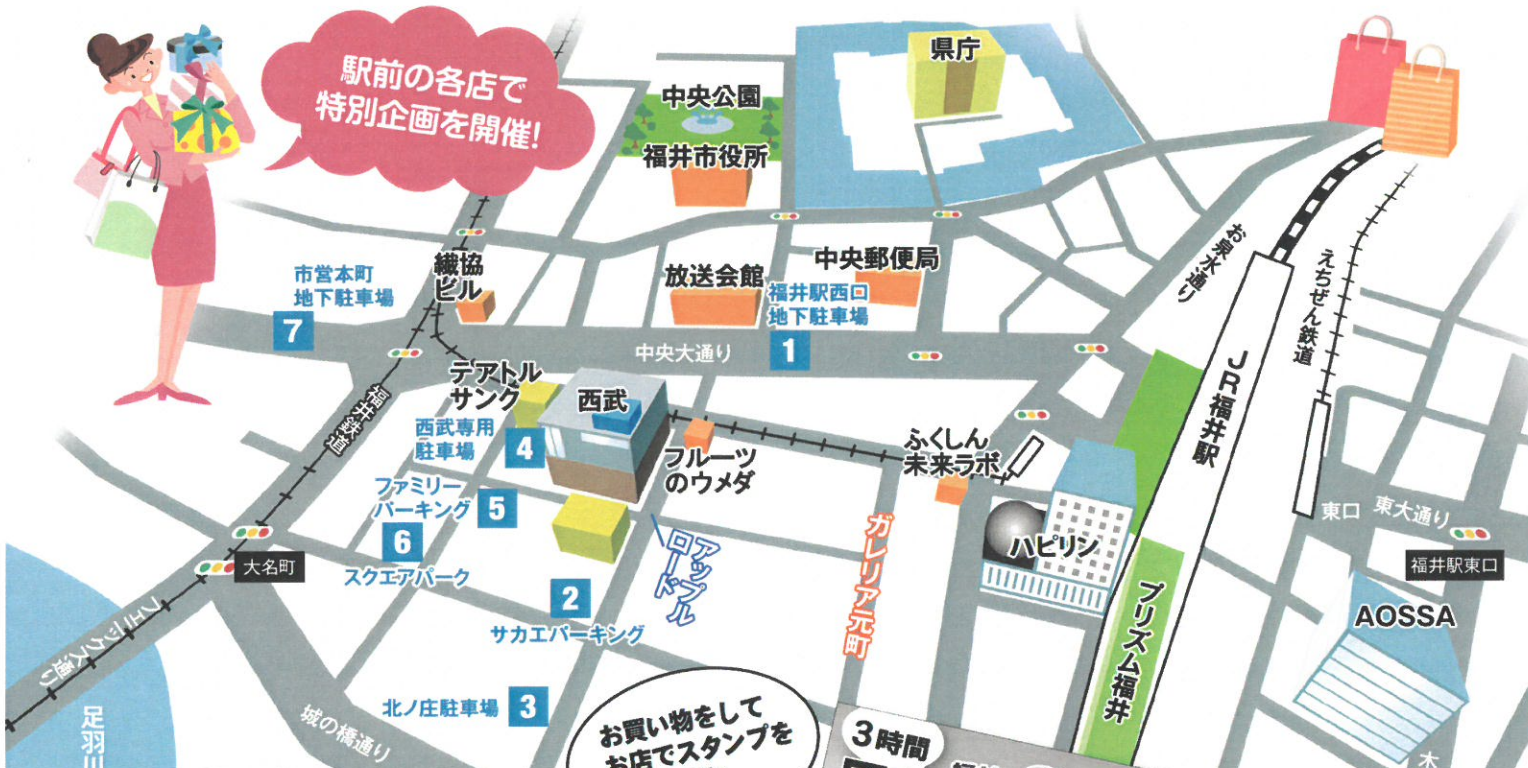 駅前の各店で
特別企画を開催!
県庁
中央公園
福井市役所
繊協
ビル
市営本町
地下駐車場
7
放送会館
中央郵便局
福井駅西口
地下駐車場
1
中央大通り
お泉水通り
えちぜん鉄道
JR福井駅
福井鉄道
テアトル
サンク
西武
西武専用
駐車場
4
フルーツ
のウメダ
ふくしん
未来ラボ
ファミリー
パーキング
5
6
スクエアパーク
大名町
アップル
ロード
ガレリア元町
ハピリン
プリズム福井
東口
東大通り
福井駅東口
AOSSA
2
サカエパーキング
フェニックス通り
北ノ庄駐車場
3
城の橋通り
足羽
お買い物をして
お店でスタンプを
3時間
木